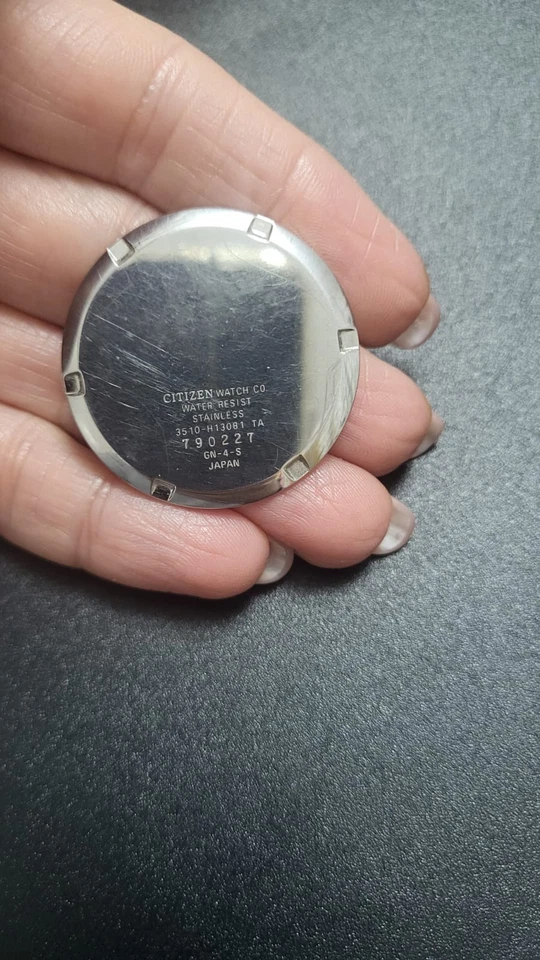 CITIZEN WATCH CO.
WATER RESIST
STAINLESS
3510-H13081 TA
790227
GN-4-S
JAPAN